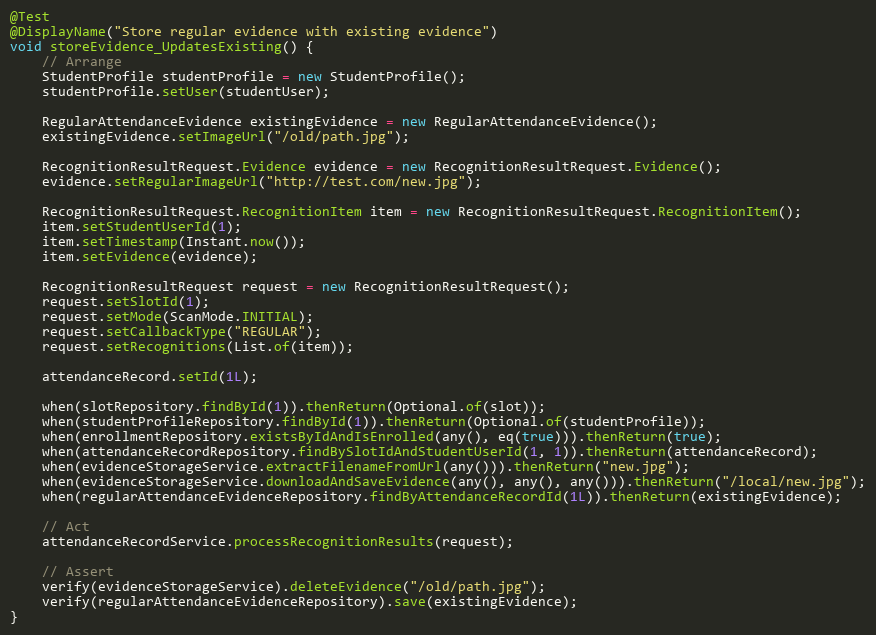 @Test
@DisplayName("Store regular evidence with existing evidence")
void storeEvidence_UpdatesExisting() {
    // Arrange
    StudentProfile studentProfile = new StudentProfile();
    studentProfile.setUser(studentUser);

    RegularAttendanceEvidence existingEvidence = new RegularAttendanceEvidence();
    existingEvidence.setImageUrl("/old/path.jpg");

    RecognitionResultRequest.Evidence evidence = new RecognitionResultRequest.Evidence();
    evidence.setRegularImageUrl("http://test.com/new.jpg");

    RecognitionResultRequest.RecognitionItem item = new RecognitionResultRequest.RecognitionItem();
    item.setStudentUserId(1);
    item.setTimestamp(Instant.now());
    item.setEvidence(evidence);

    RecognitionResultRequest request = new RecognitionResultRequest();
    request.setSlotId(1);
    request.setMode(ScanMode.INITIAL);
    request.setCallbackType("REGULAR");
    request.setRecognitions(List.of(item));

    attendanceRecord.setId(1L);

    when(slotRepository.findById(1)).thenReturn(Optional.of(slot));
    when(studentProfileRepository.findById(1)).thenReturn(Optional.of(studentProfile));
    when(enrollmentRepository.existsByIdAndIsEnrolled(any(), eq(true))).thenReturn(true);
    when(attendanceRecordRepository.findBySlotIdAndStudentUserId(1, 1)).thenReturn(attendanceRecord);
    when(evidenceStorageService.extractFilenameFromUrl(any())).thenReturn("new.jpg");
    when(evidenceStorageService.downloadAndSaveEvidence(any(), any(), any())).thenReturn("/local/new.jpg");
    when(regularAttendanceEvidenceRepository.findByAttendanceRecordId(1L)).thenReturn(existingEvidence);

    // Act
    attendanceRecordService.processRecognitionResults(request);

    // Assert
    verify(evidenceStorageService).deleteEvidence("/old/path.jpg");
    verify(regularAttendanceEvidenceRepository).save(existingEvidence);
}